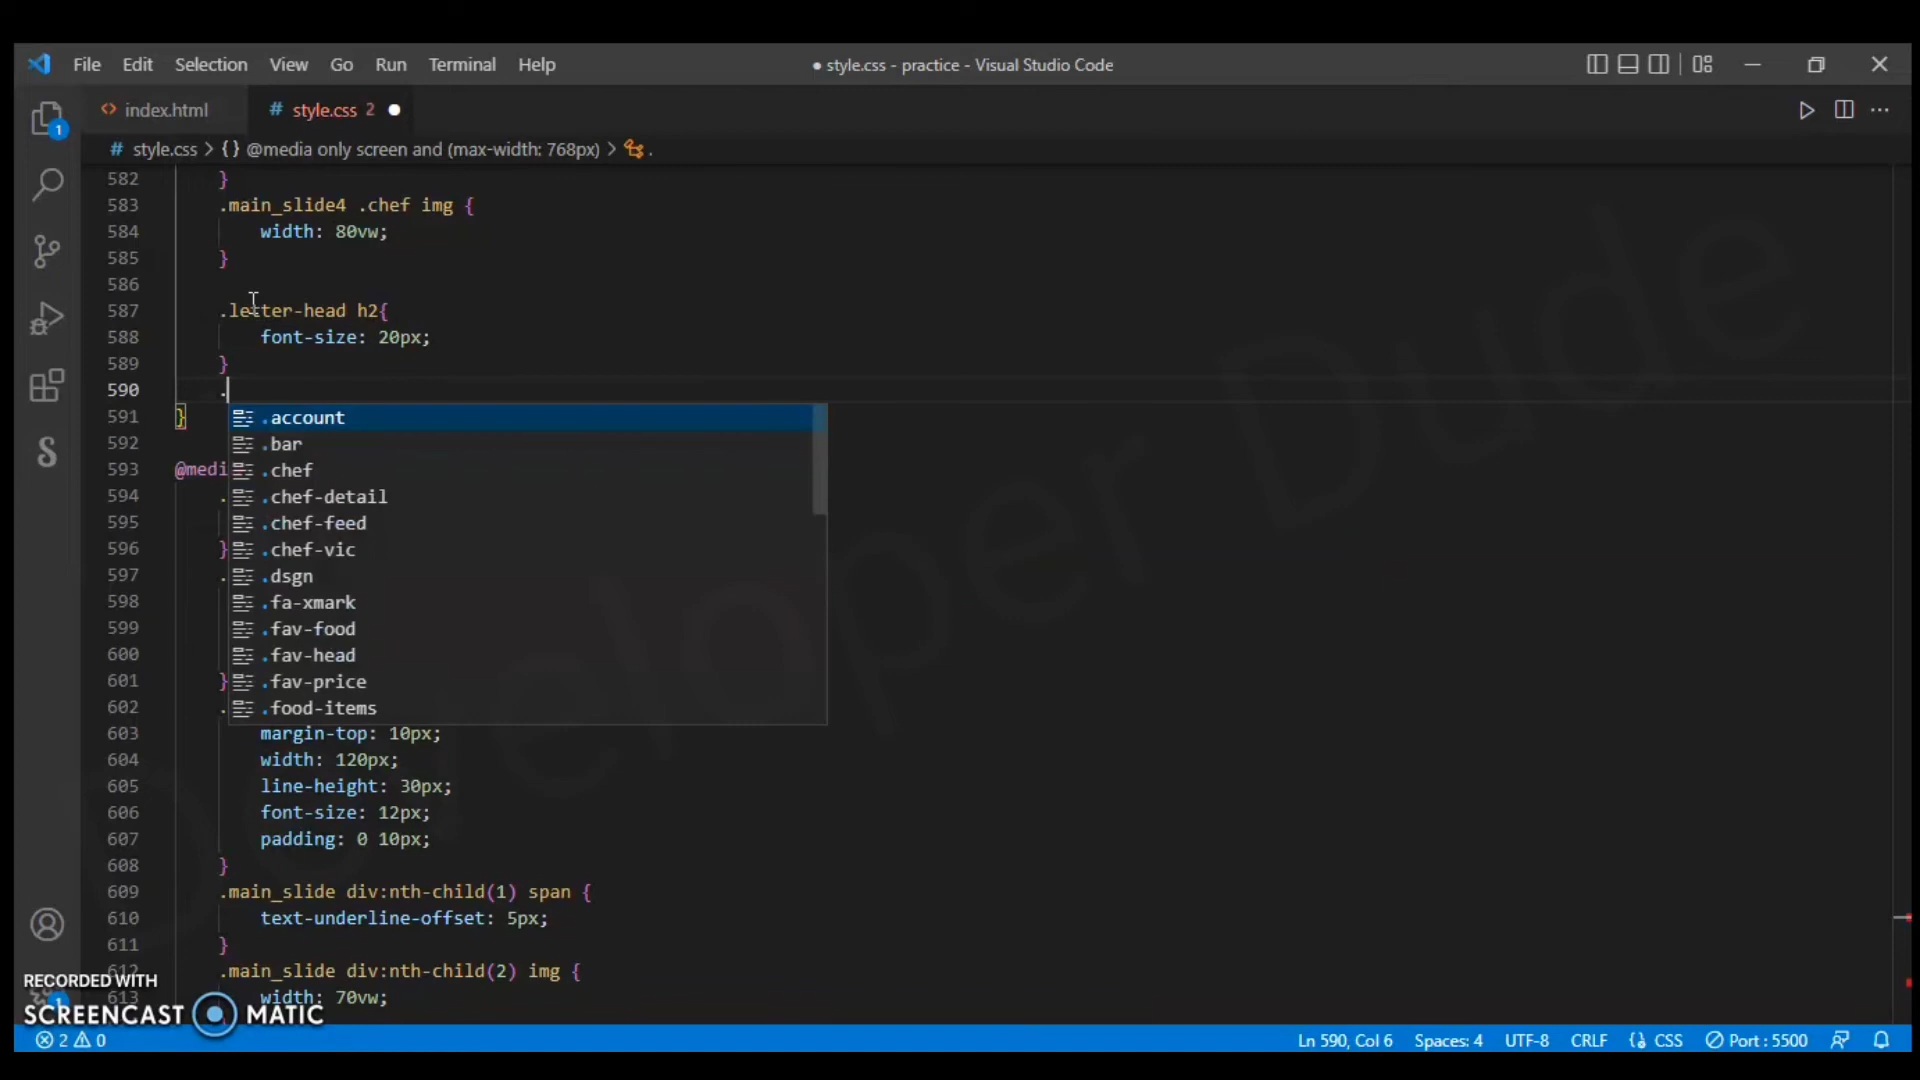 File Edit Selection View Go Run Terminal Help ● style.css - practice - Visual Studio Code
index.html # style.css 2 ●
# style.css > {} @media only screen and (max-width: 768px) > .
582 }
583 .main_slide4 .chef img {
584 width: 80vw;
585 }
586
587 .letter-head h2{
588 font-size: 20px;
589 }
590 .
591 } .account
592 .bar
593 @medi .chef
594 . .chef-detail
595 .chef-feed
596 } .chef-vic
597 . .dsgn
598 .fa-xmark
599 .fav-food
600 .fav-head
601 } .fav-price
602 . .food-items
603 margin-top: 10px;
604 width: 120px;
605 line-height: 30px;
606 font-size: 12px;
607 padding: 0 10px;
608 }
609 .main_slide div:nth-child(1) span {
610 text-underline-offset: 5px;
611 }
612 .main_slide div:nth-child(2) img {
613 width: 70vw;
RECORDED WITH
SCREENCAST MATIC
2 0 Ln 590, Col 6 Spaces: 4 UTF-8 CRLF {} CSS Port : 5500
Developer Dude